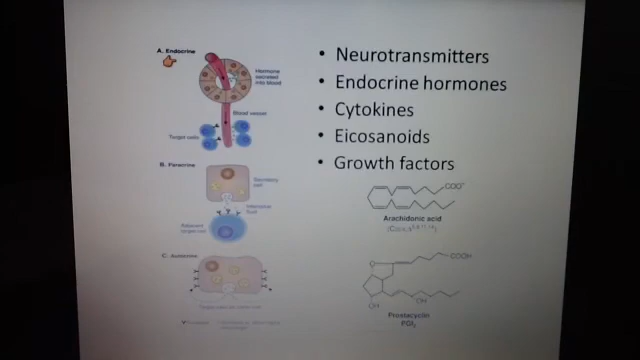 A. Endocrine
Hormone
secreted
into blood
Blood vessel
Target cells
B. Paracrine
Secretory
cell
Adjacent
target cell
C. Autocrine
• Neurotransmitters
• Endocrine hormones
• Cytokines
• Eicosanoids
• Growth factors
COO⁻
Arachidonic acid
O
COOH
OH
OH
Prostacyclin
PGI₂